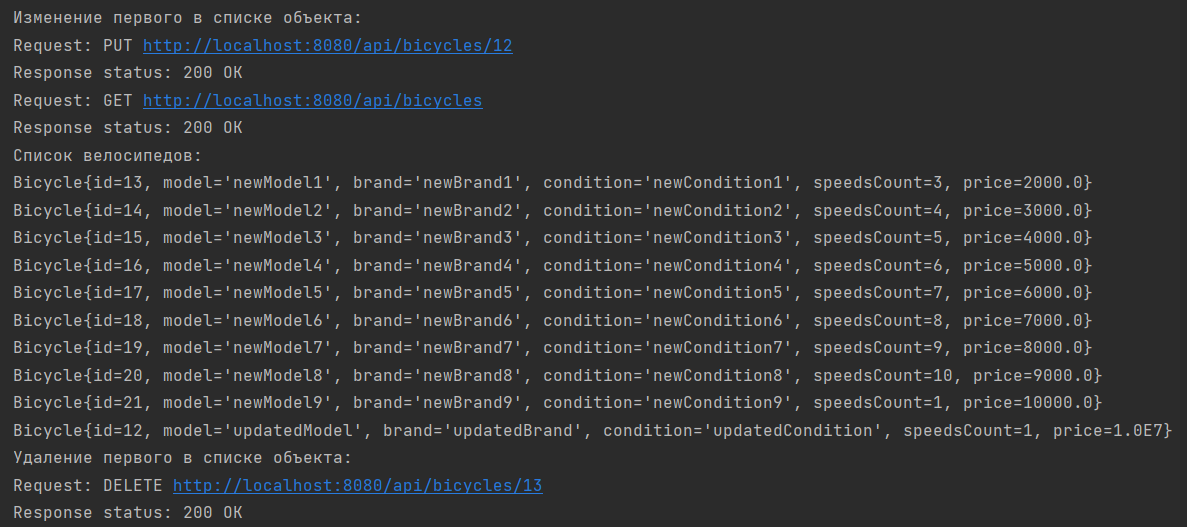 Изменение первого в списке объекта:
Request: PUT http://localhost:8080/api/bicycles/12
Response status: 200 OK
Request: GET http://localhost:8080/api/bicycles
Response status: 200 OK
Список велосипедов:
Bicycle{id=13, model='newModel1', brand='newBrand1', condition='newCondition1', speedsCount=3, price=2000.0}
Bicycle{id=14, model='newModel2', brand='newBrand2', condition='newCondition2', speedsCount=4, price=3000.0}
Bicycle{id=15, model='newModel3', brand='newBrand3', condition='newCondition3', speedsCount=5, price=4000.0}
Bicycle{id=16, model='newModel4', brand='newBrand4', condition='newCondition4', speedsCount=6, price=5000.0}
Bicycle{id=17, model='newModel5', brand='newBrand5', condition='newCondition5', speedsCount=7, price=6000.0}
Bicycle{id=18, model='newModel6', brand='newBrand6', condition='newCondition6', speedsCount=8, price=7000.0}
Bicycle{id=19, model='newModel7', brand='newBrand7', condition='newCondition7', speedsCount=9, price=8000.0}
Bicycle{id=20, model='newModel8', brand='newBrand8', condition='newCondition8', speedsCount=10, price=9000.0}
Bicycle{id=21, model='newModel9', brand='newBrand9', condition='newCondition9', speedsCount=1, price=10000.0}
Bicycle{id=12, model='updatedModel', brand='updatedBrand', condition='updatedCondition', speedsCount=1, price=1.0E7}
Удаление первого в списке объекта:
Request: DELETE http://localhost:8080/api/bicycles/13
Response status: 200 OK